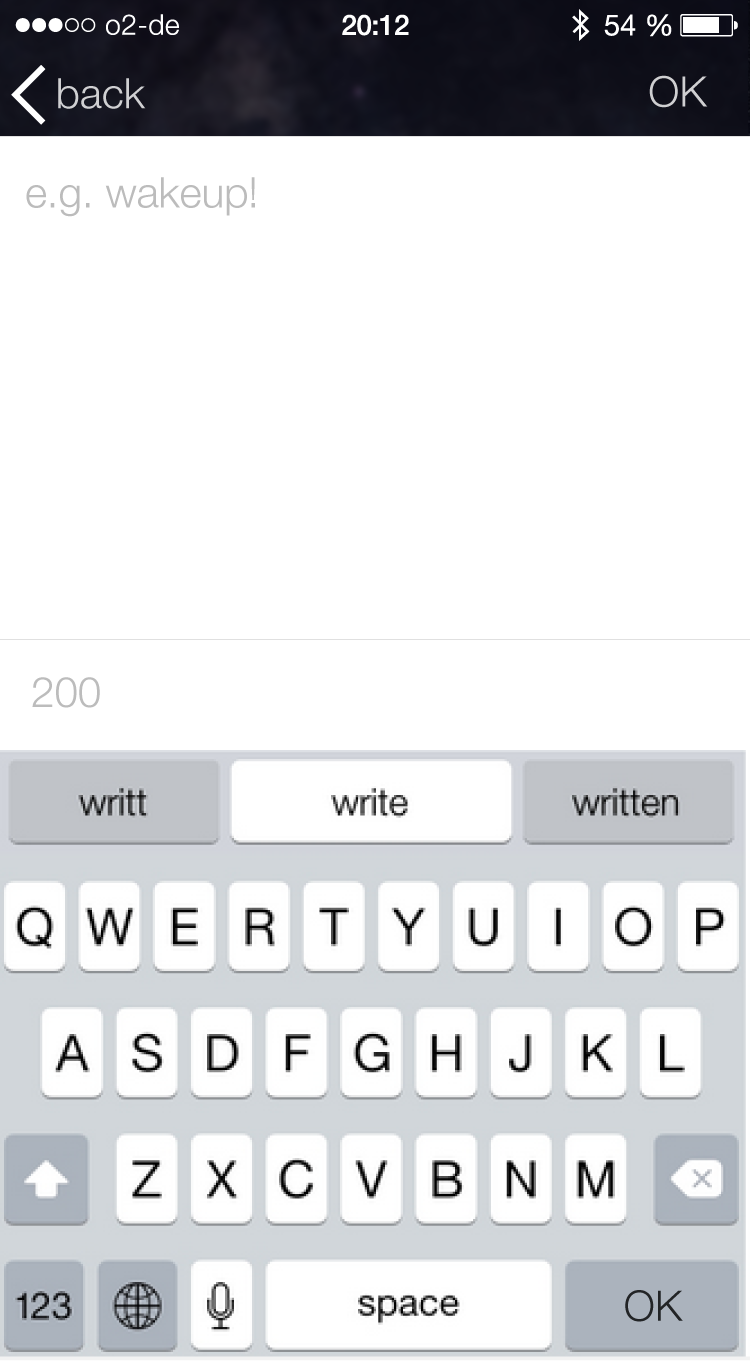 o2-de 20:12 54 %
back OK
e.g. wakeup!
200
writt write written
Q W E R T Y U I O P
A S D F G H J K L
Z X C V B N M
123 space OK